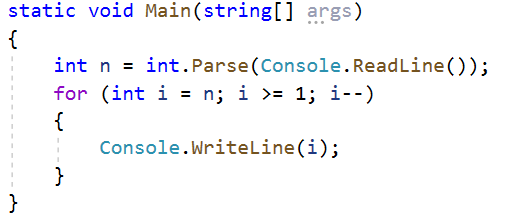 static void Main(string[] args)
{
    int n = int.Parse(Console.ReadLine());
    for (int i = n; i >= 1; i--)
    {
        Console.WriteLine(i);
    }
}